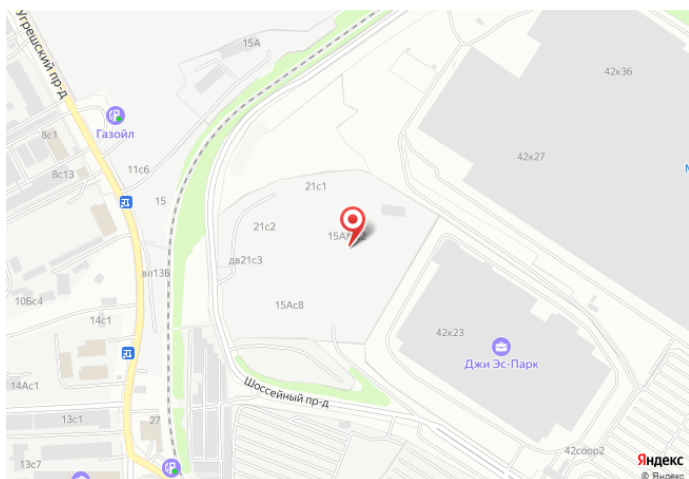 Угрешский пр-д
15А
42к36
Газойл
8с1
42к27
11с6
8с13
21с1
15
21с2
дв21с3
вл13В
10Бс4
15Ас8
14с1
42к23
Джи Эс-Парк
14Ас1
Шоссейный пр-д
13с1
27
42соор2
13с7
Яндекс
© Яндекс